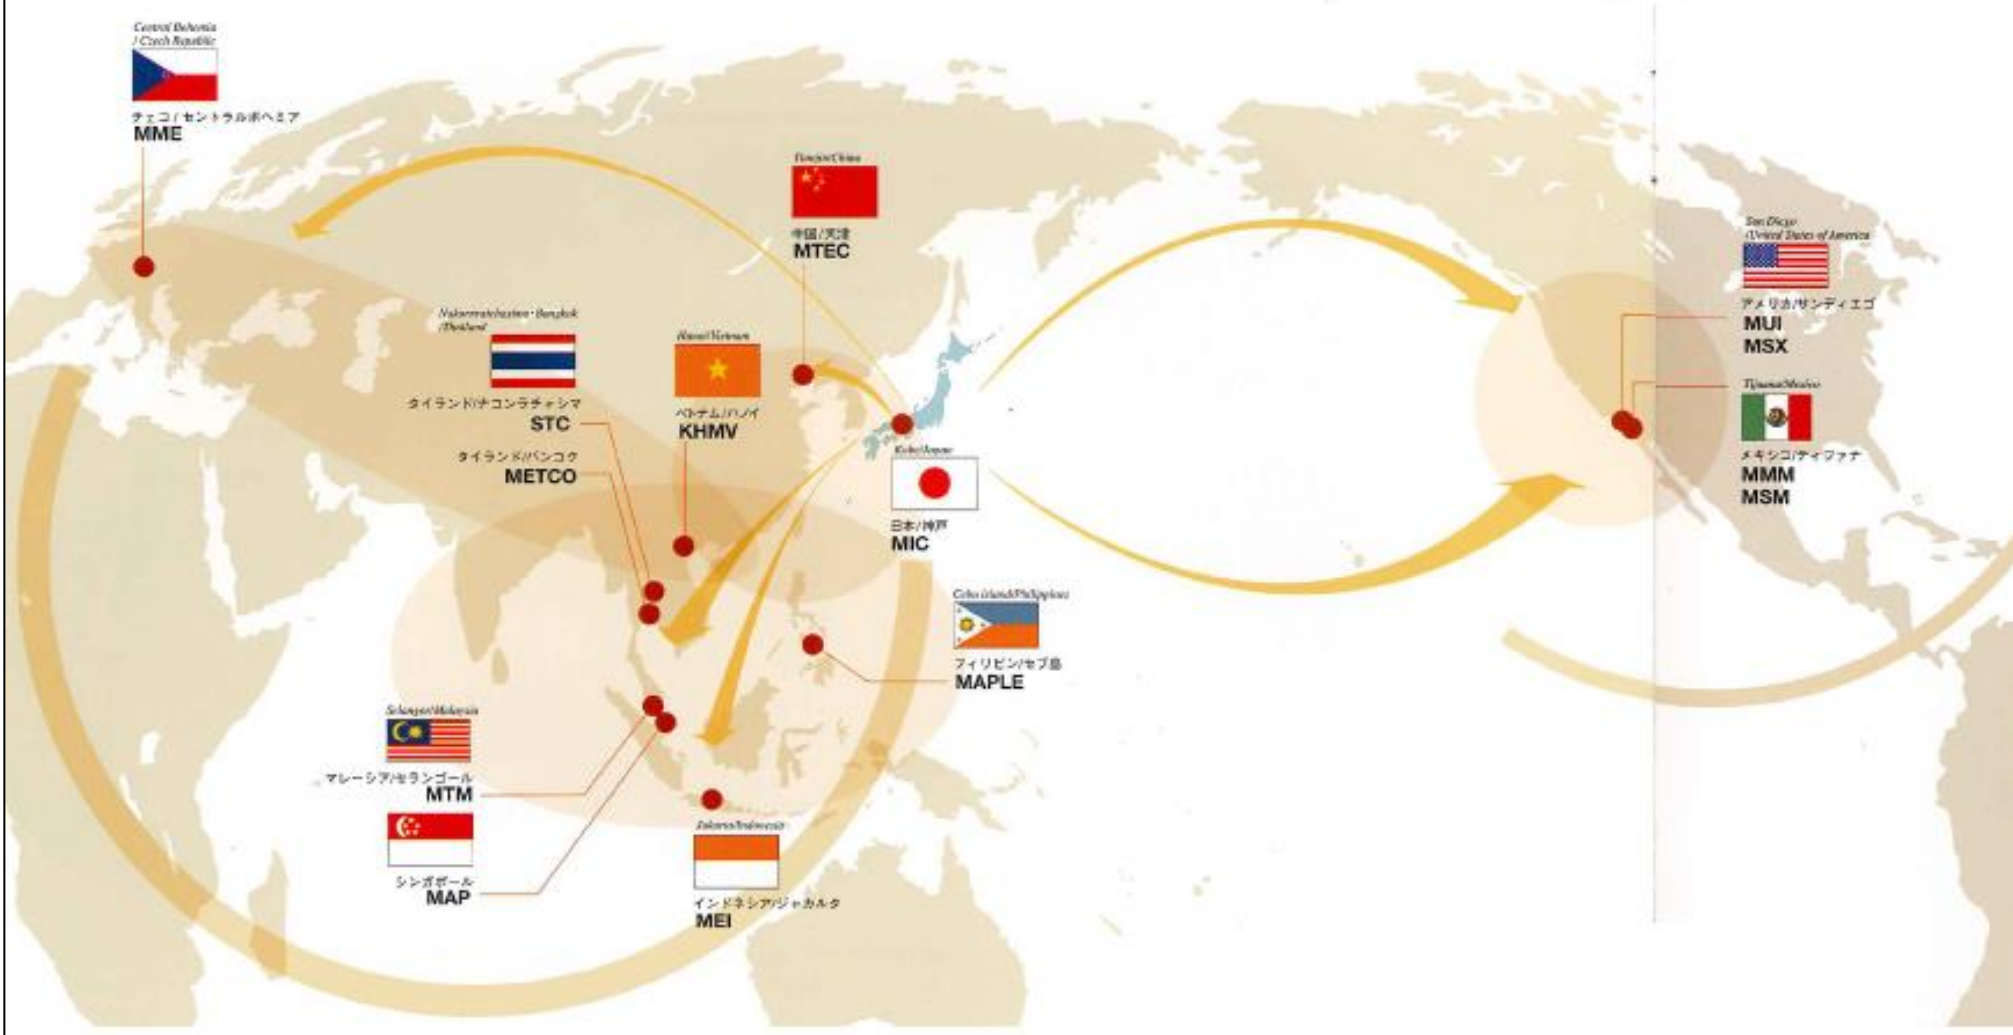 Central Bohemia
/ Czech Republic
チェコ/セントラルボヘミア
MME
Tianjin/China
中国/天津
MTEC
San Diego
/United States of America
アメリカ/サンディエゴ
MUI
MSX
Tijuana/Mexico
メキシコ/ティファナ
MMM
MSM
Nakornratchasima・Bangkok
/Thailand
タイランド/ナコンラチャシマ
STC
タイランド/バンコク
METCO
Hanoi/Vietnam
ベトナム/ハノイ
KHMV
Kobe/Japan
日本/神戸
MIC
Cebu island/Philippines
フィリピン/セブ島
MAPLE
Selangor/Malaysia
マレーシア/セランゴール
MTM
シンガポール
MAP
Jakarta/Indonesia
インドネシア/ジャカルタ
MEI